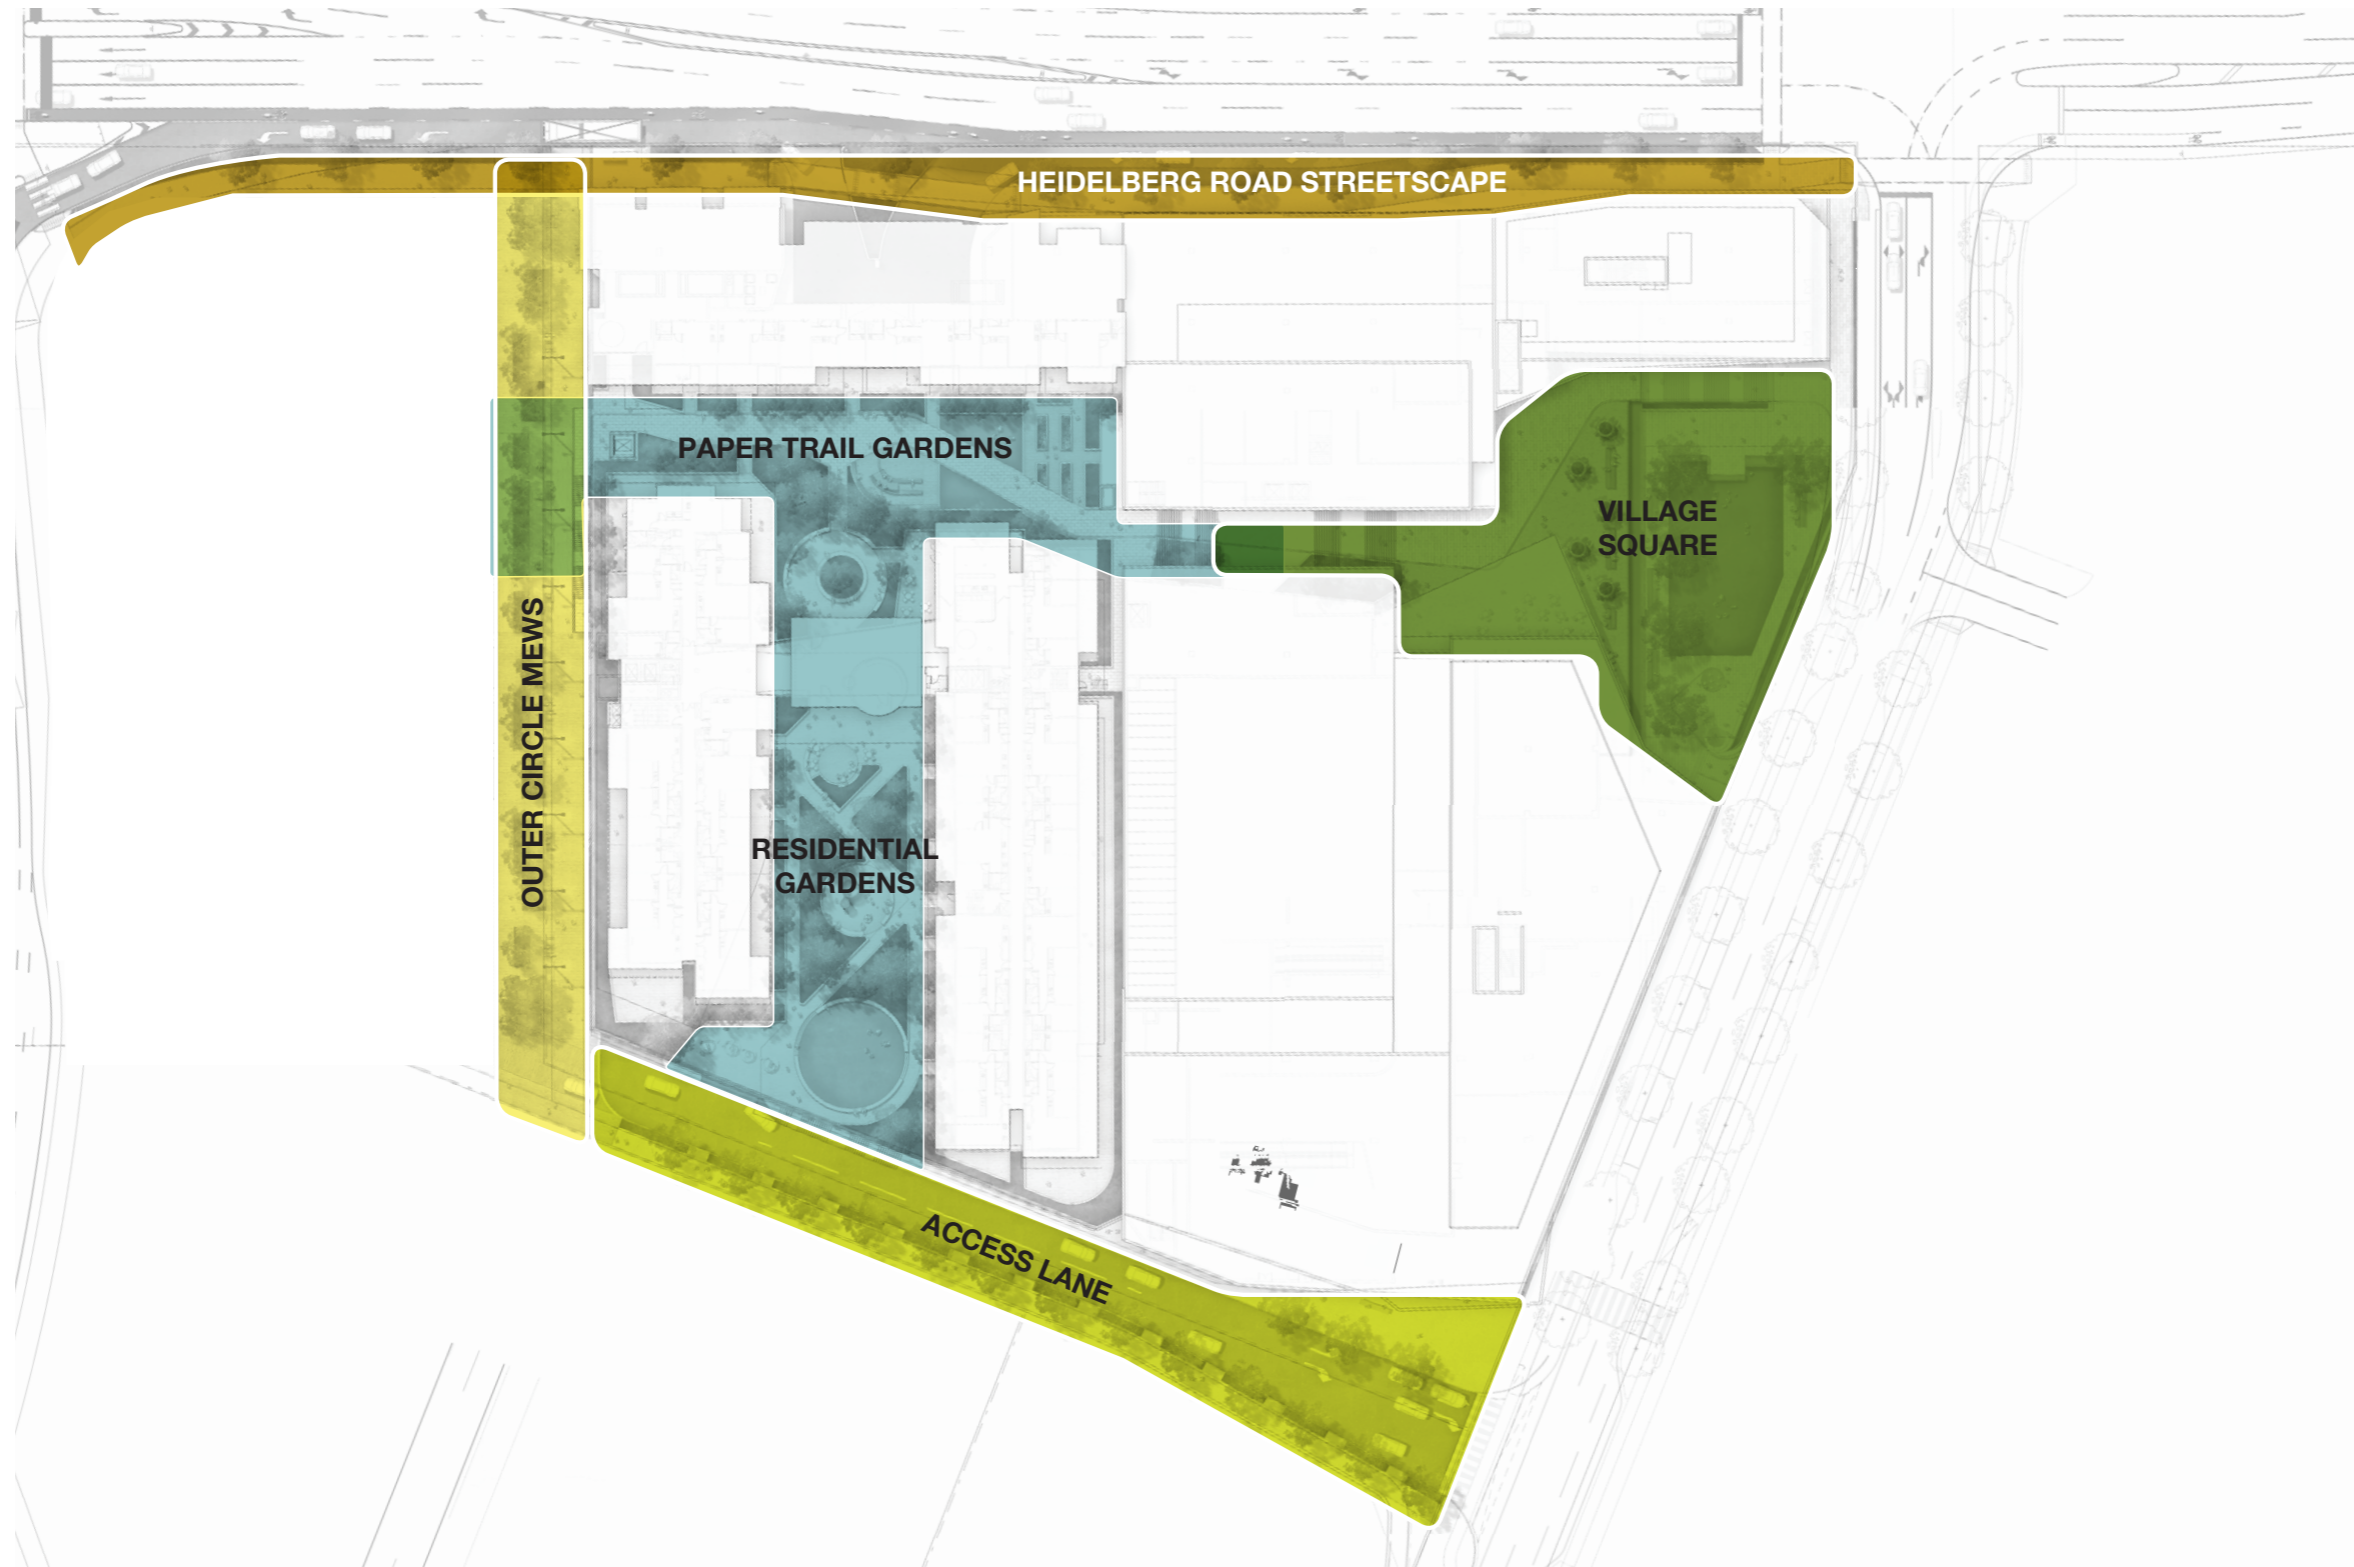 HEIDELBERG ROAD STREETSCAPE
PAPER TRAIL GARDENS
VILLAGE
SQUARE
OUTER CIRCLE MEWS
RESIDENTIAL
GARDENS
ACCESS LANE